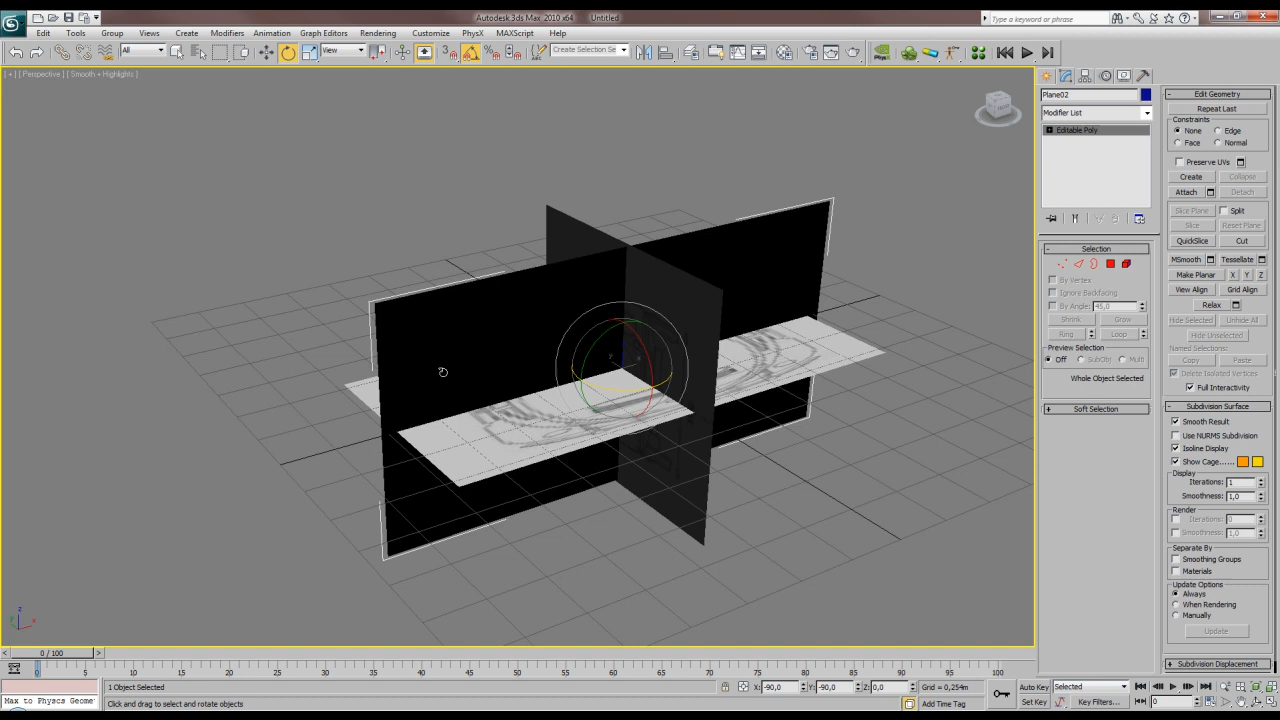 Autodesk 3ds Max 2010 x64 Untitled
Type a keyword or phrase
Edit Tools Group Views Create Modifiers Animation Graph Editors Rendering Customize PhysX MAXScript Help
All View Create Selection Se
[ + ] [ Perspective ] [ Smooth + Highlights ]
Plane02
Modifier List
Editable Poly
Selection
By Vertex
Ignore Backfacing
By Angle: 45,0
Shrink Grow
Ring Loop
Preview Selection
Off SubObj Multi
Whole Object Selected
Soft Selection
Edit Geometry
Repeat Last
Constraints
None Edge
Face Normal
Preserve UVs
Create Collapse
Attach Detach
Slice Plane Split
Slice Reset Plane
QuickSlice Cut
MSmooth Tessellate
Make Planar X Y Z
View Align Grid Align
Relax
Hide Selected Unhide All
Hide Unselected
Named Selections:
Copy Paste
Delete Isolated Vertices
Full Interactivity
Subdivision Surface
Smooth Result
Use NURMS Subdivision
Isoline Display
Show Cage......
Display
Iterations: 1
Smoothness: 1,0
Render
Iterations: 0
Smoothness: 1,0
Separate By
Smoothing Groups
Materials
Update Options
Always
When Rendering
Manually
Update
Subdivision Displacement
z
y x
0 / 100
0 5 10 15 20 25 30 35 40 45 50 55 60 65 70 75 80 85 90 95 100
1 Object Selected X: -90,0 Y: -90,0 Z: 0,0 Grid = 0,254m Auto Key Selected
Max to Physcs Geome Click and drag to select and rotate objects Add Time Tag Set Key Key Filters... 0